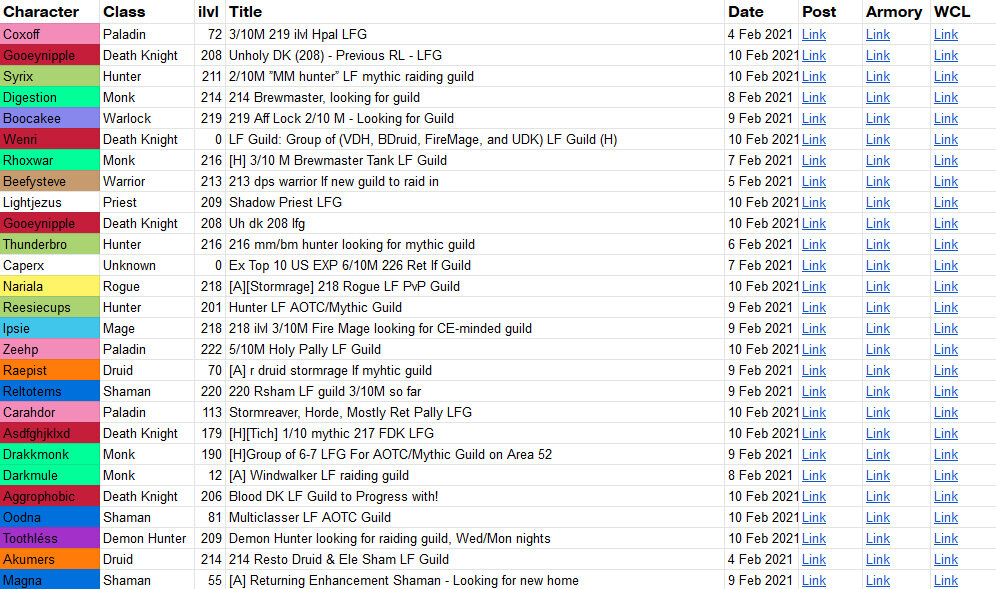 Character Class ilvl Title Date Post Armory WCL
Coxoff Paladin 72 3/10M 219 ilvl Hpal LFG 4 Feb 2021 Link Link Link
Gooeynipple Death Knight 208 Unholy DK (208) - Previous RL - LFG 10 Feb 2021 Link Link Link
Syrix Hunter 211 2/10M "MM hunter" LF mythic raiding guild 10 Feb 2021 Link Link Link
Digestion Monk 214 214 Brewmaster, looking for guild 8 Feb 2021 Link Link Link
Boocakee Warlock 219 219 Aff Lock 2/10 M - Looking for Guild 9 Feb 2021 Link Link Link
Wenri Death Knight 0 LF Guild: Group of (VDH, BDruid, FireMage, and UDK) LF Guild (H) 10 Feb 2021 Link Link Link
Rhoxwar Monk 216 [H] 3/10 M Brewmaster Tank LF Guild 7 Feb 2021 Link Link Link
Beefysteve Warrior 213 213 dps warrior lf new guild to raid in 5 Feb 2021 Link Link Link
Lightjezus Priest 209 Shadow Priest LFG 10 Feb 2021 Link Link Link
Gooeynipple Death Knight 208 Uh dk 208 lfg 10 Feb 2021 Link Link Link
Thunderbro Hunter 216 216 mm/bm hunter looking for mythic guild 6 Feb 2021 Link Link Link
Caperx Unknown 0 Ex Top 10 US EXP 6/10M 226 Ret lf Guild 7 Feb 2021 Link Link Link
Nariala Rogue 218 [A][Stormrage] 218 Rogue LF PvP Guild 10 Feb 2021 Link Link Link
Reesiecups Hunter 201 Hunter LF AOTC/Mythic Guild 9 Feb 2021 Link Link Link
Ipsie Mage 218 218 ilvl 3/10M Fire Mage looking for CE-minded guild 9 Feb 2021 Link Link Link
Zeehp Paladin 222 5/10M Holy Pally LF Guild 10 Feb 2021 Link Link Link
Raepist Druid 70 [A] r druid stormrage lf myhtic guild 9 Feb 2021 Link Link Link
Reltotems Shaman 220 220 Rsham LF guild 3/10M so far 9 Feb 2021 Link Link Link
Carahdor Paladin 113 Stormreaver, Horde, Mostly Ret Pally LFG 10 Feb 2021 Link Link Link
Asdfghjklxd Death Knight 179 [H][Tich] 1/10 mythic 217 FDK LFG 10 Feb 2021 Link Link Link
Drakkmonk Monk 190 [H]Group of 6-7 LFG For AOTC/Mythic Guild on Area 52 9 Feb 2021 Link Link Link
Darkmule Monk 12 [A] Windwalker LF raiding guild 8 Feb 2021 Link Link Link
Aggrophobic Death Knight 206 Blood DK LF Guild to Progress with! 10 Feb 2021 Link Link Link
Oodna Shaman 81 Multiclasser LF AOTC Guild 10 Feb 2021 Link Link Link
Toothléss Demon Hunter 209 Demon Hunter looking for raiding guild, Wed/Mon nights 10 Feb 2021 Link Link Link
Akumers Druid 214 214 Resto Druid & Ele Sham LF Guild 4 Feb 2021 Link Link Link
Magna Shaman 55 [A] Returning Enhancement Shaman - Looking for new home 9 Feb 2021 Link Link Link